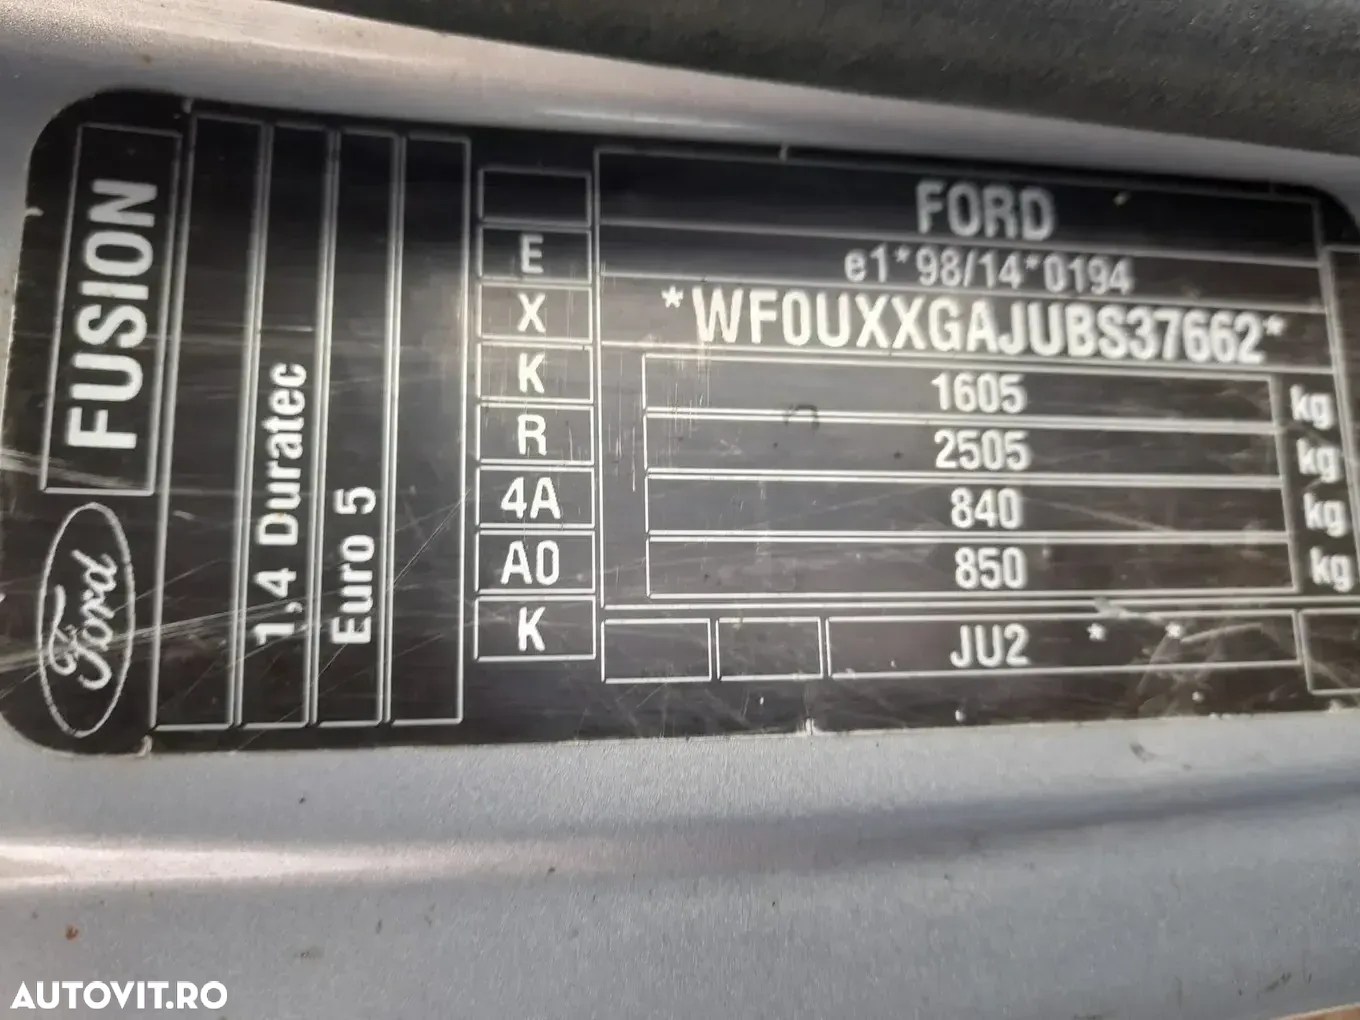 FUSION
Ford
1,4 Duratec
Euro 5
E
X
K
R
4A
A0
K
FORD
e1*98/14*0194
*WF0UXXGAJUBS37662*
1605 kg
2505 kg
840 kg
850 kg
JU2 * *
AUTOVIT.RO